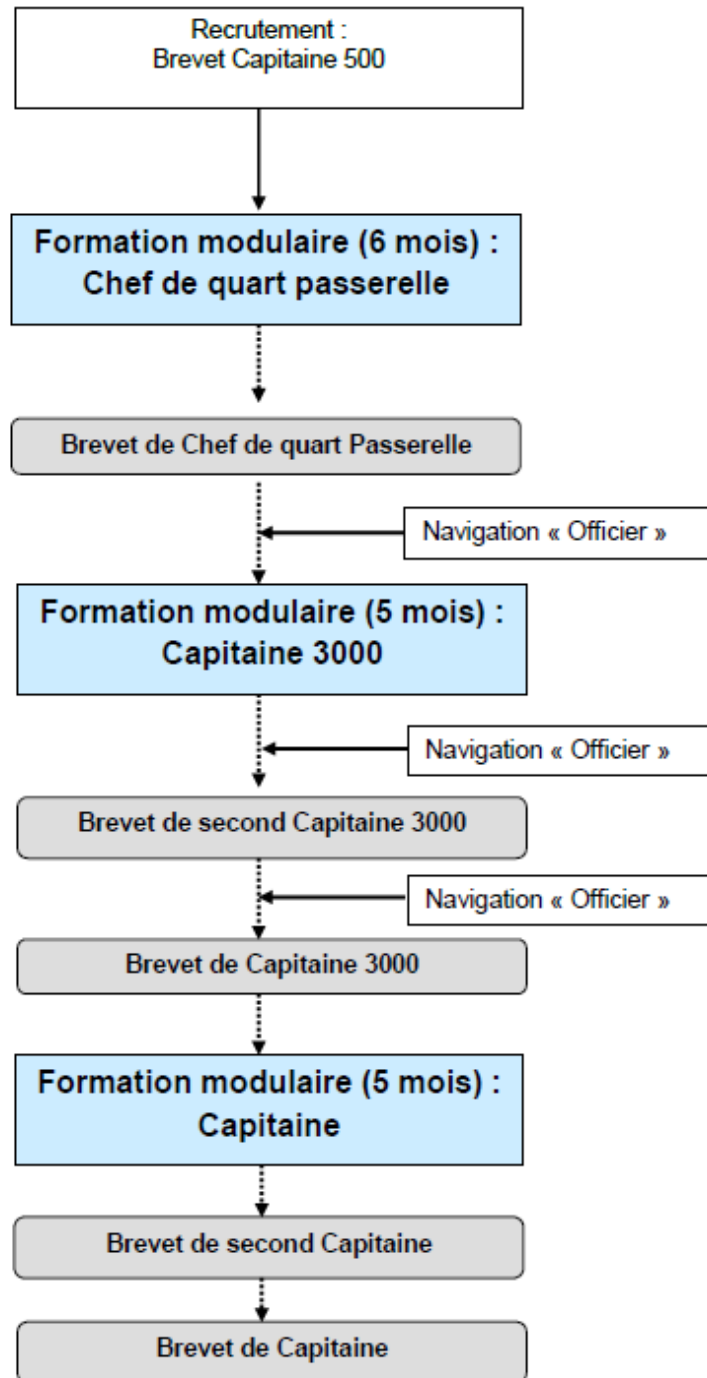 Recrutement :
Brevet Capitaine 500
Formation modulaire (6 mois) :
Chef de quart passerelle
Brevet de Chef de quart Passerelle
Navigation « Officier »
Formation modulaire (5 mois) :
Capitaine 3000
Navigation « Officier »
Brevet de second Capitaine 3000
Navigation « Officier »
Brevet de Capitaine 3000
Formation modulaire (5 mois) :
Capitaine
Brevet de second Capitaine
Brevet de Capitaine